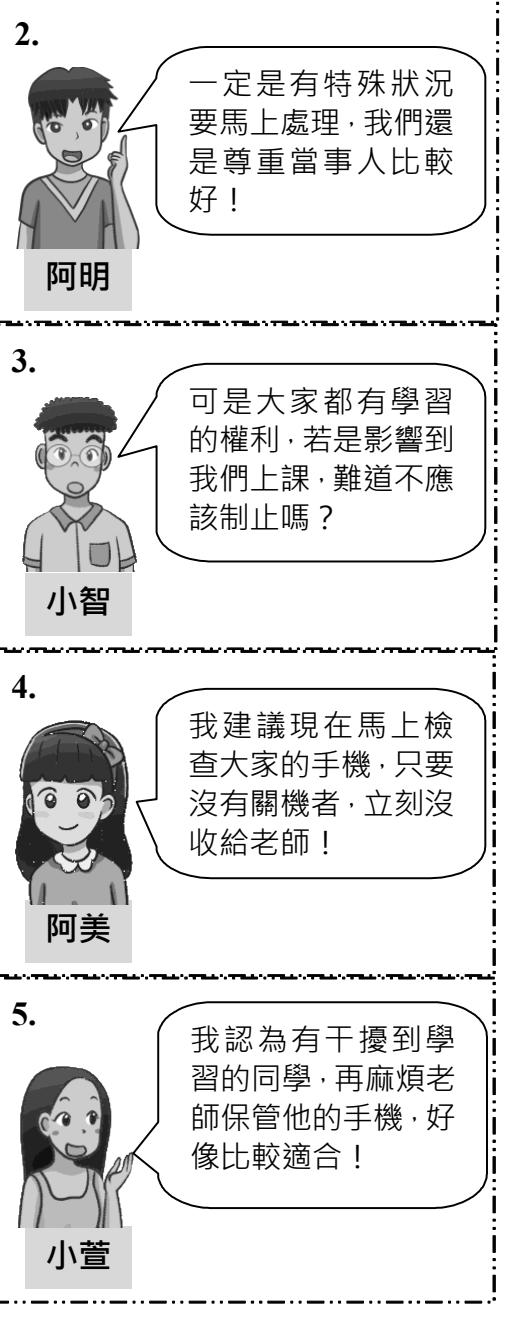 2.
一定是有特殊狀況
要馬上處理，我們還
是尊重當事人比較
好！
阿明
3.
可是大家都有學習
的權利，若是影響到
我們上課，難道不應
該制止嗎？
小智
4.
我建議現在馬上檢
查大家的手機，只要
沒有關機者，立刻沒
收給老師！
阿美
5.
我認為有干擾到學
習的同學，再麻煩老
師保管他的手機，好
像比較適合！
小萱